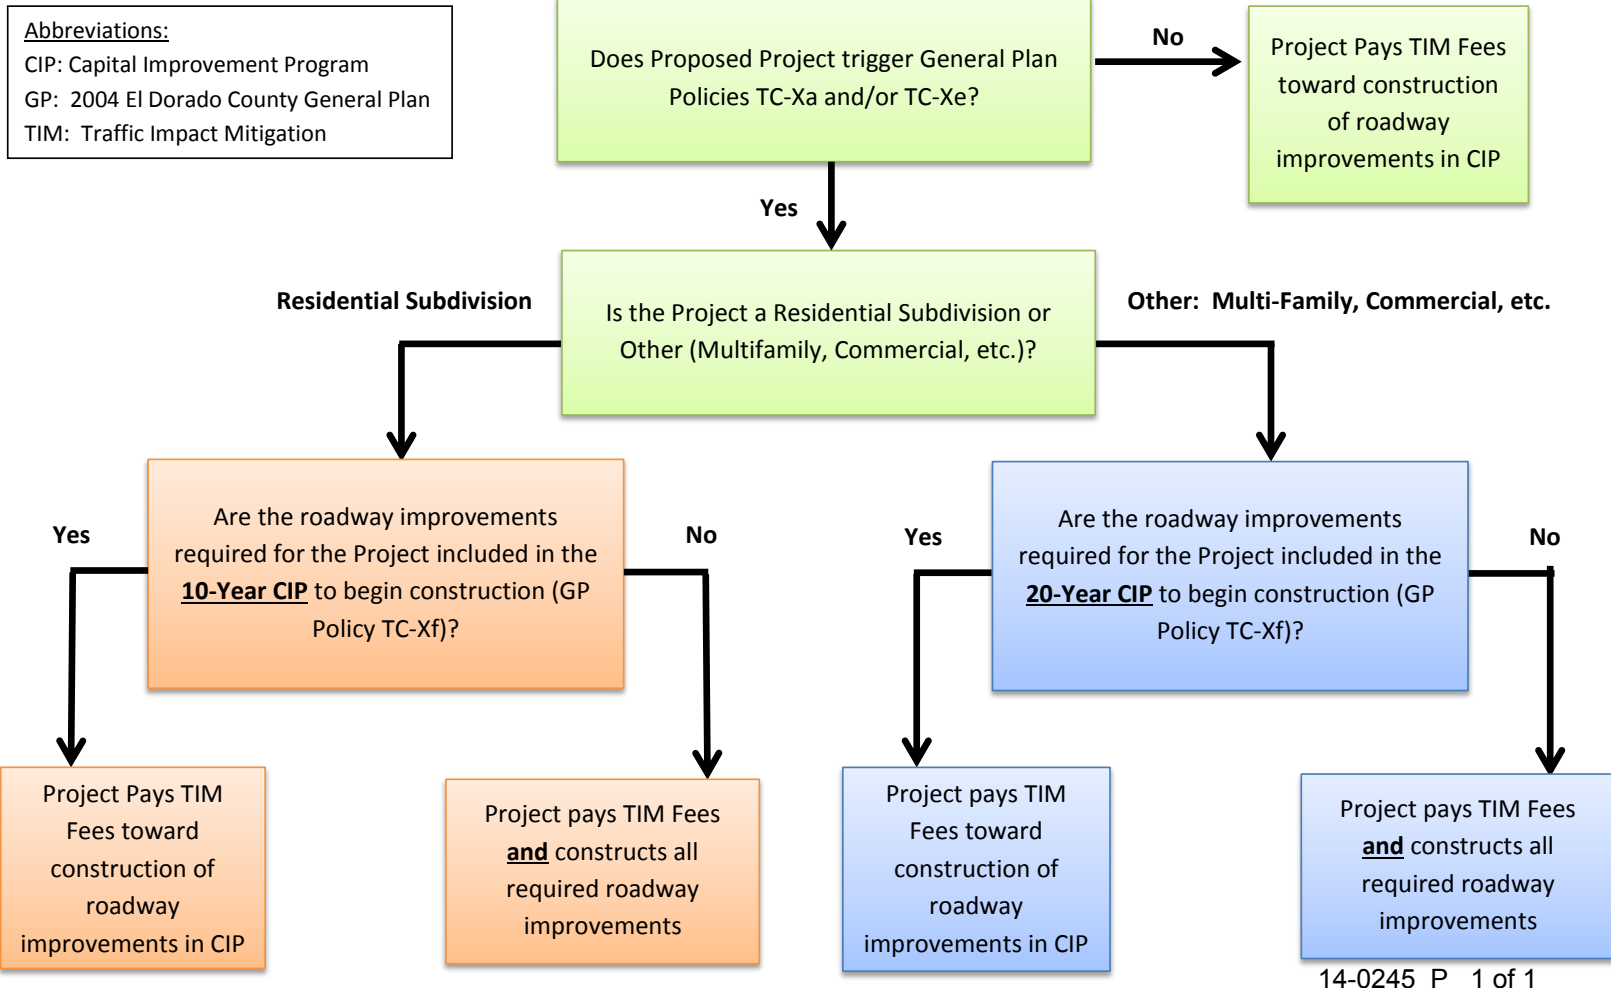 Abbreviations:
CIP: Capital Improvement Program
GP:  2004 El Dorado County General Plan
TIM:  Traffic Impact Mitigation
Does Proposed Project trigger General Plan
Policies TC-Xa and/or TC-Xe?
No
Project Pays TIM Fees
toward construction
of roadway
improvements in CIP
Yes
Residential Subdivision
Is the Project a Residential Subdivision or
Other (Multifamily, Commercial, etc.)?
Other:  Multi-Family, Commercial, etc.
Yes
Are the roadway improvements
required for the Project included in the
10-Year CIP to begin construction (GP
Policy TC-Xf)?
No
Yes
Are the roadway improvements
required for the Project included in the
20-Year CIP to begin construction (GP
Policy TC-Xf)?
No
Project Pays TIM
Fees toward
construction of
roadway
improvements in CIP
Project pays TIM Fees
and constructs all
required roadway
improvements
Project pays TIM
Fees toward
construction of
roadway
improvements in CIP
Project pays TIM Fees
and constructs all
required roadway
improvements
14-0245  P   1 of 1